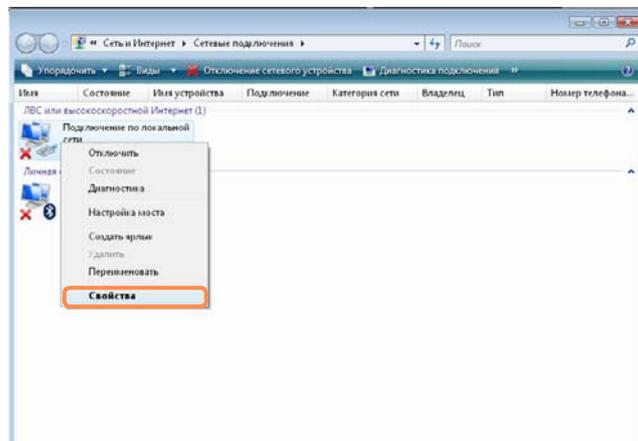 « Сеть и Интернет ▸ Сетевые подключения ▸ Поиск
Упорядочить Виды Отключение сетевого устройства Диагностика подключения »
Имя Состояние Имя устройства Подключение Категория сети Владелец Тип Номер телефона...
ЛВС или высокоскоростной Интернет (1)
Подключение по локальной
сети
Отключить
Состояние
Личная
Диагностика
Настройка моста
Создать ярлык
Удалить
Переименовать
Свойства